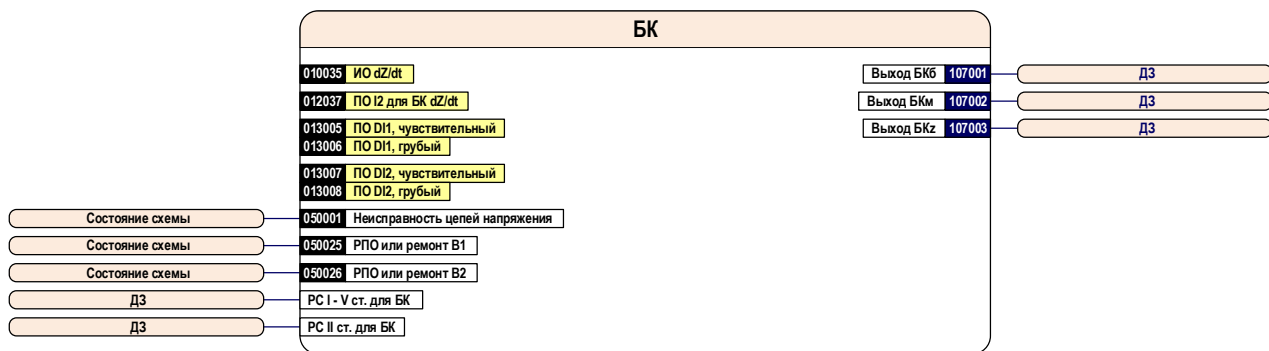 БК
010035 ИО dZ/dt
Выход БКб 107001 ДЗ
012037 ПО I2 для БК dZ/dt
Выход БКм 107002 ДЗ
013005 ПО DI1, чувствительный
Выход БКz 107003 ДЗ
013006 ПО DI1, грубый
013007 ПО DI2, чувствительный
013008 ПО DI2, грубый
Состояние схемы 050001 Неисправность цепей напряжения
Состояние схемы 050025 РПО или ремонт В1
Состояние схемы 050026 РПО или ремонт В2
ДЗ РС I - V ст. для БК
ДЗ РС II ст. для БК